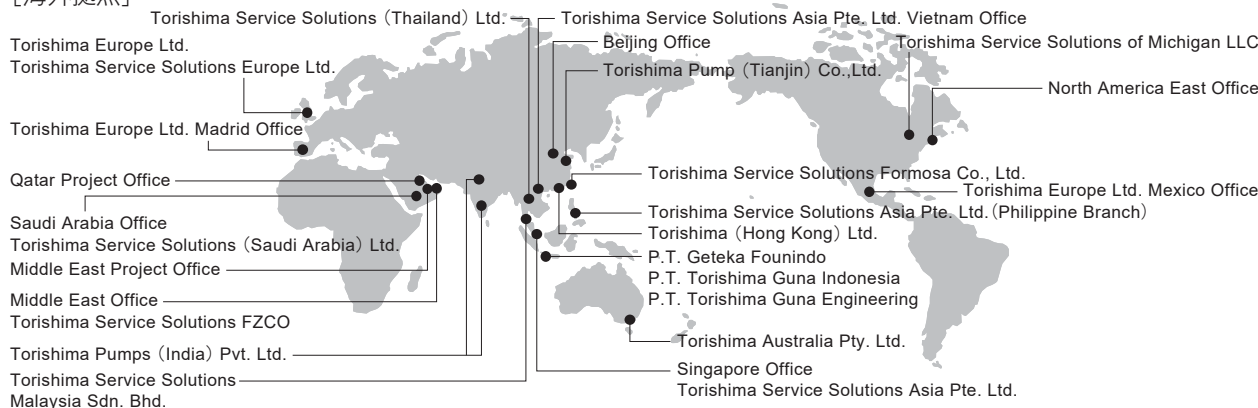 [海外拠点]
Torishima Service Solutions（Thailand）Ltd.
Torishima Europe Ltd.
Torishima Service Solutions Europe Ltd.
Torishima Europe Ltd. Madrid Office
Qatar Project Office
Saudi Arabia Office
Torishima Service Solutions（Saudi Arabia）Ltd.
Middle East Project Office
Middle East Office
Torishima Service Solutions FZCO
Torishima Pumps（India）Pvt. Ltd.
Torishima Service Solutions
Malaysia Sdn. Bhd.
Torishima Service Solutions Asia Pte. Ltd. Vietnam Office
Beijing Office
Torishima Pump（Tianjin）Co.,Ltd.
Torishima Service Solutions of Michigan LLC
North America East Office
Torishima Service Solutions Formosa Co., Ltd.
Torishima Europe Ltd. Mexico Office
Torishima Service Solutions Asia Pte. Ltd.（Philippine Branch）
Torishima（Hong Kong）Ltd.
P.T. Geteka Founindo
P.T. Torishima Guna Indonesia
P.T. Torishima Guna Engineering
Torishima Australia Pty. Ltd.
Singapore Office
Torishima Service Solutions Asia Pte. Ltd.